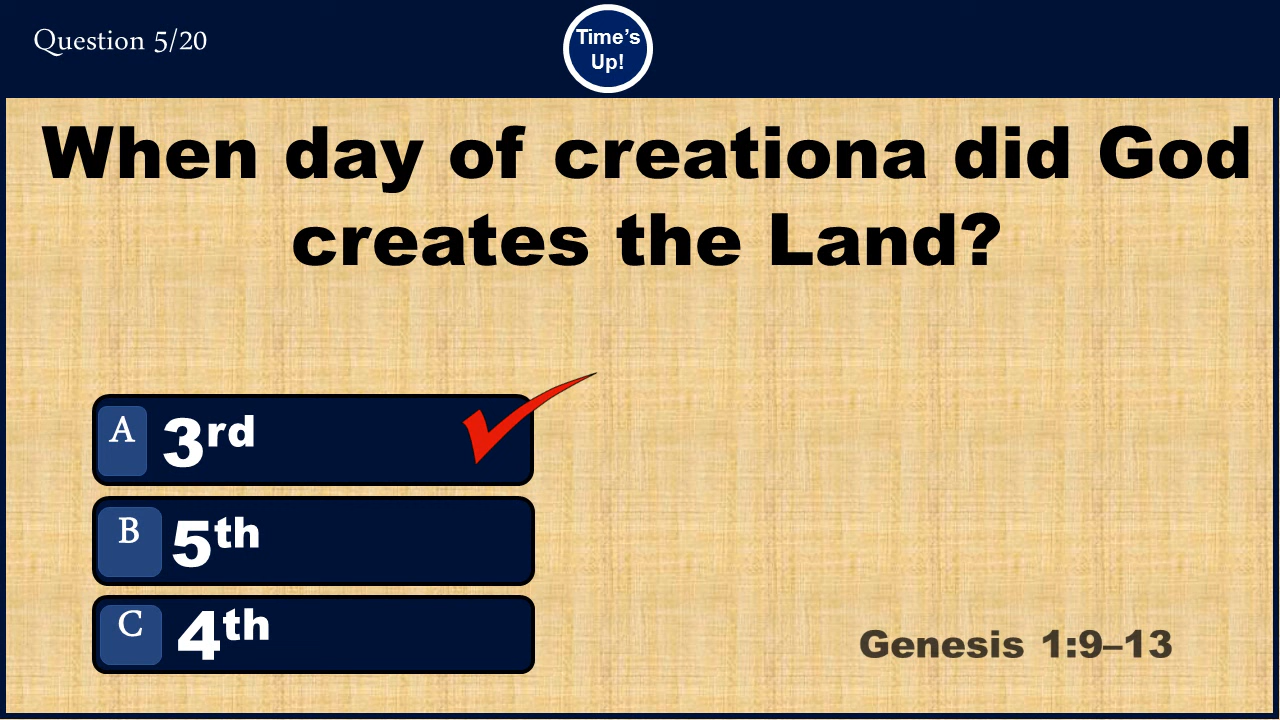 Question 5/20
Time's
Up!
When day of creationa did God
creates the Land?
A 3rd
B 5th
C 4th
Genesis 1:9–13